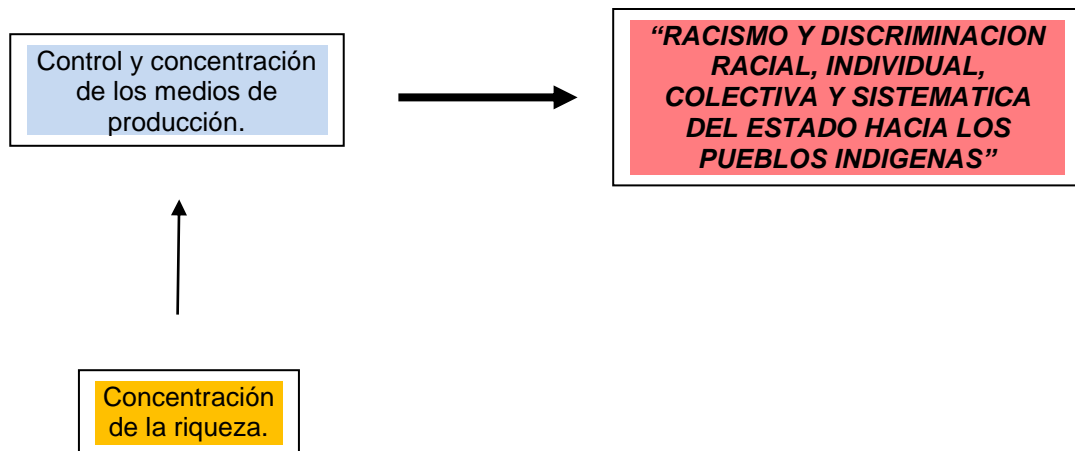 Control y concentración
de los medios de
producción.
“RACISMO Y DISCRIMINACION
RACIAL, INDIVIDUAL,
COLECTIVA Y SISTEMATICA
DEL ESTADO HACIA LOS
PUEBLOS INDIGENAS”
Concentración
de la riqueza.